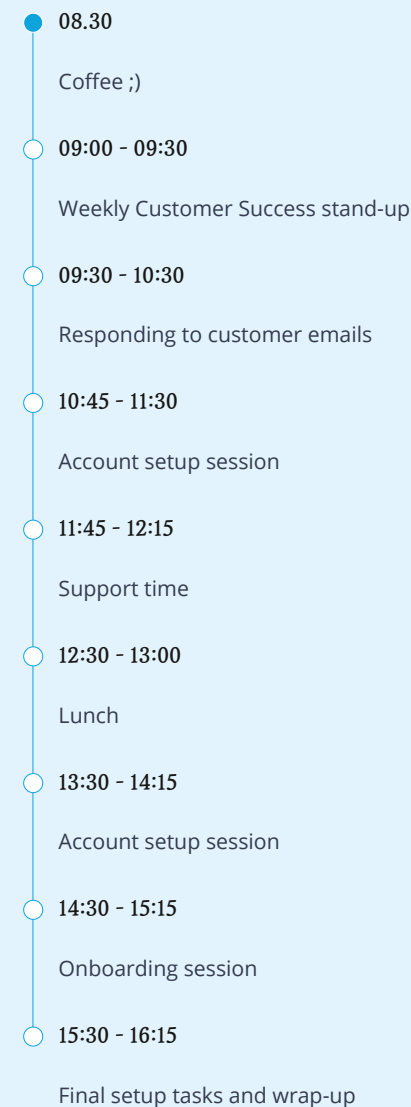 08.30
Coffee ;)
09:00 - 09:30
Weekly Customer Success stand-up
09:30 - 10:30
Responding to customer emails
10:45 - 11:30
Account setup session
11:45 - 12:15
Support time
12:30 - 13:00
Lunch
13:30 - 14:15
Account setup session
14:30 - 15:15
Onboarding session
15:30 - 16:15
Final setup tasks and wrap-up